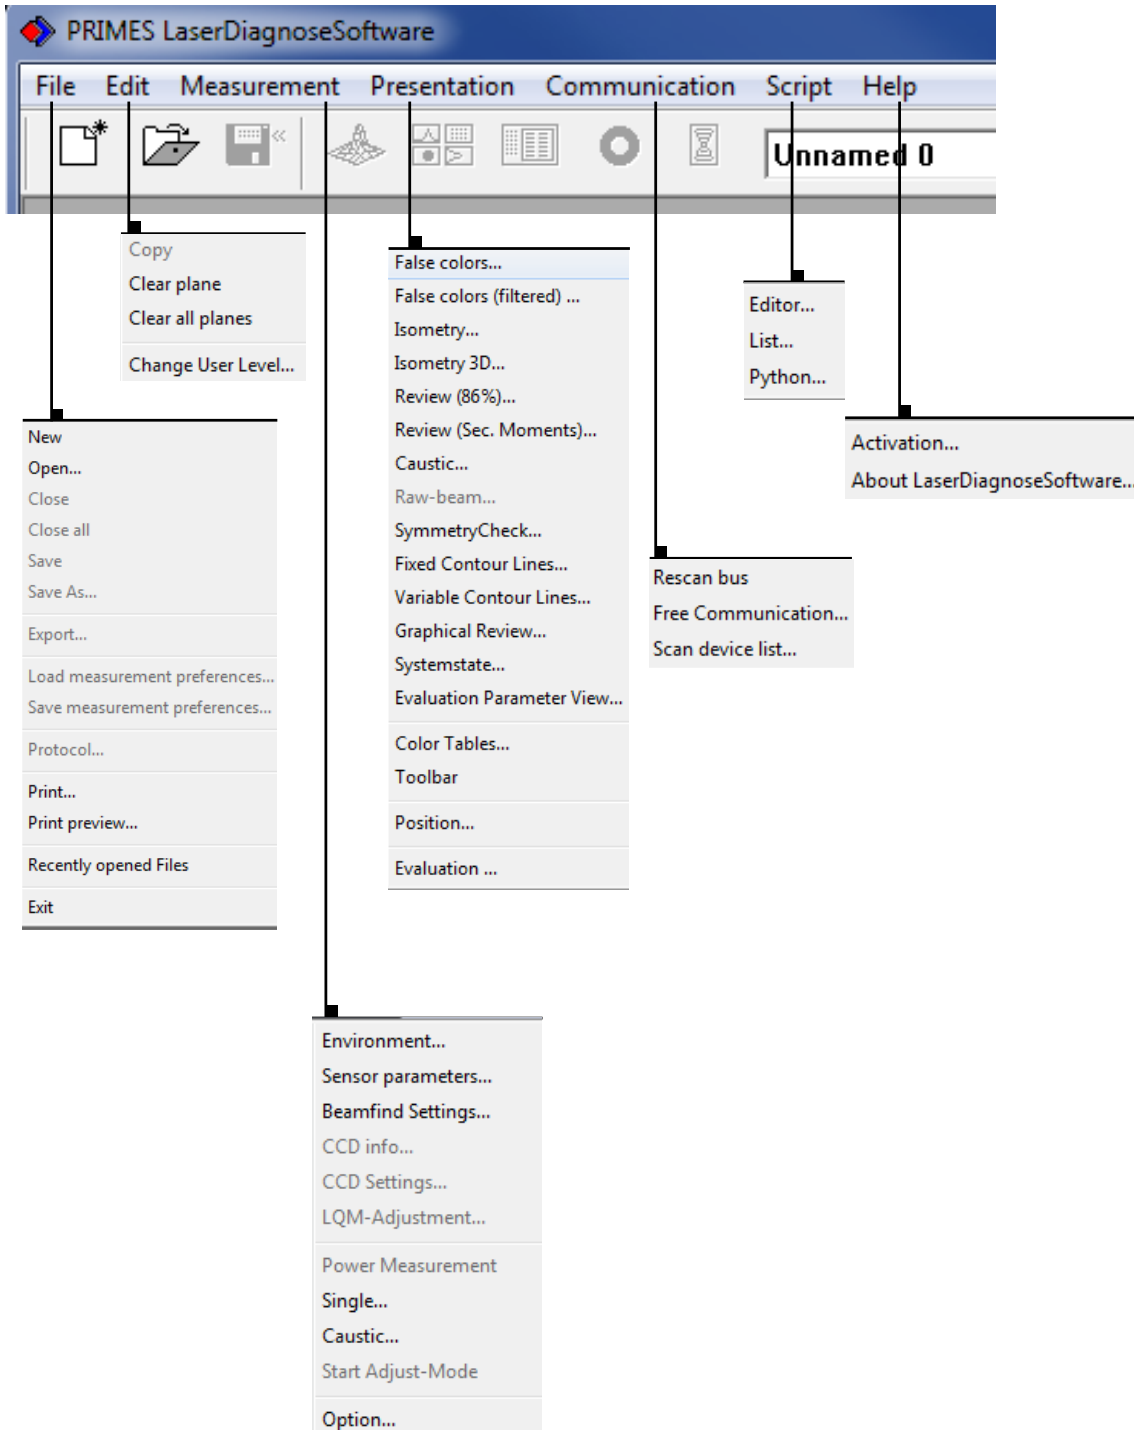 PRIMES LaserDiagnoseSoftware
File Edit Measurement Presentation Communication Script Help
Unnamed 0
Copy
Clear plane
Clear all planes
Change User Level...
New
Open...
Close
Close all
Save
Save As...
Export...
Load measurement preferences...
Save measurement preferences...
Protocol...
Print...
Print preview...
Recently opened Files
Exit
Environment...
Sensor parameters...
Beamfind Settings...
CCD info...
CCD Settings...
LQM-Adjustment...
Power Measurement
Single...
Caustic...
Start Adjust-Mode
Option...
False colors...
False colors (filtered) ...
Isometry...
Isometry 3D...
Review (86%)...
Review (Sec. Moments)...
Caustic...
Raw-beam...
SymmetryCheck...
Fixed Contour Lines...
Variable Contour Lines...
Graphical Review...
Systemstate...
Evaluation Parameter View...
Color Tables...
Toolbar
Position...
Evaluation ...
Rescan bus
Free Communication...
Scan device list...
Editor...
List...
Python...
Activation...
About LaserDiagnoseSoftware...